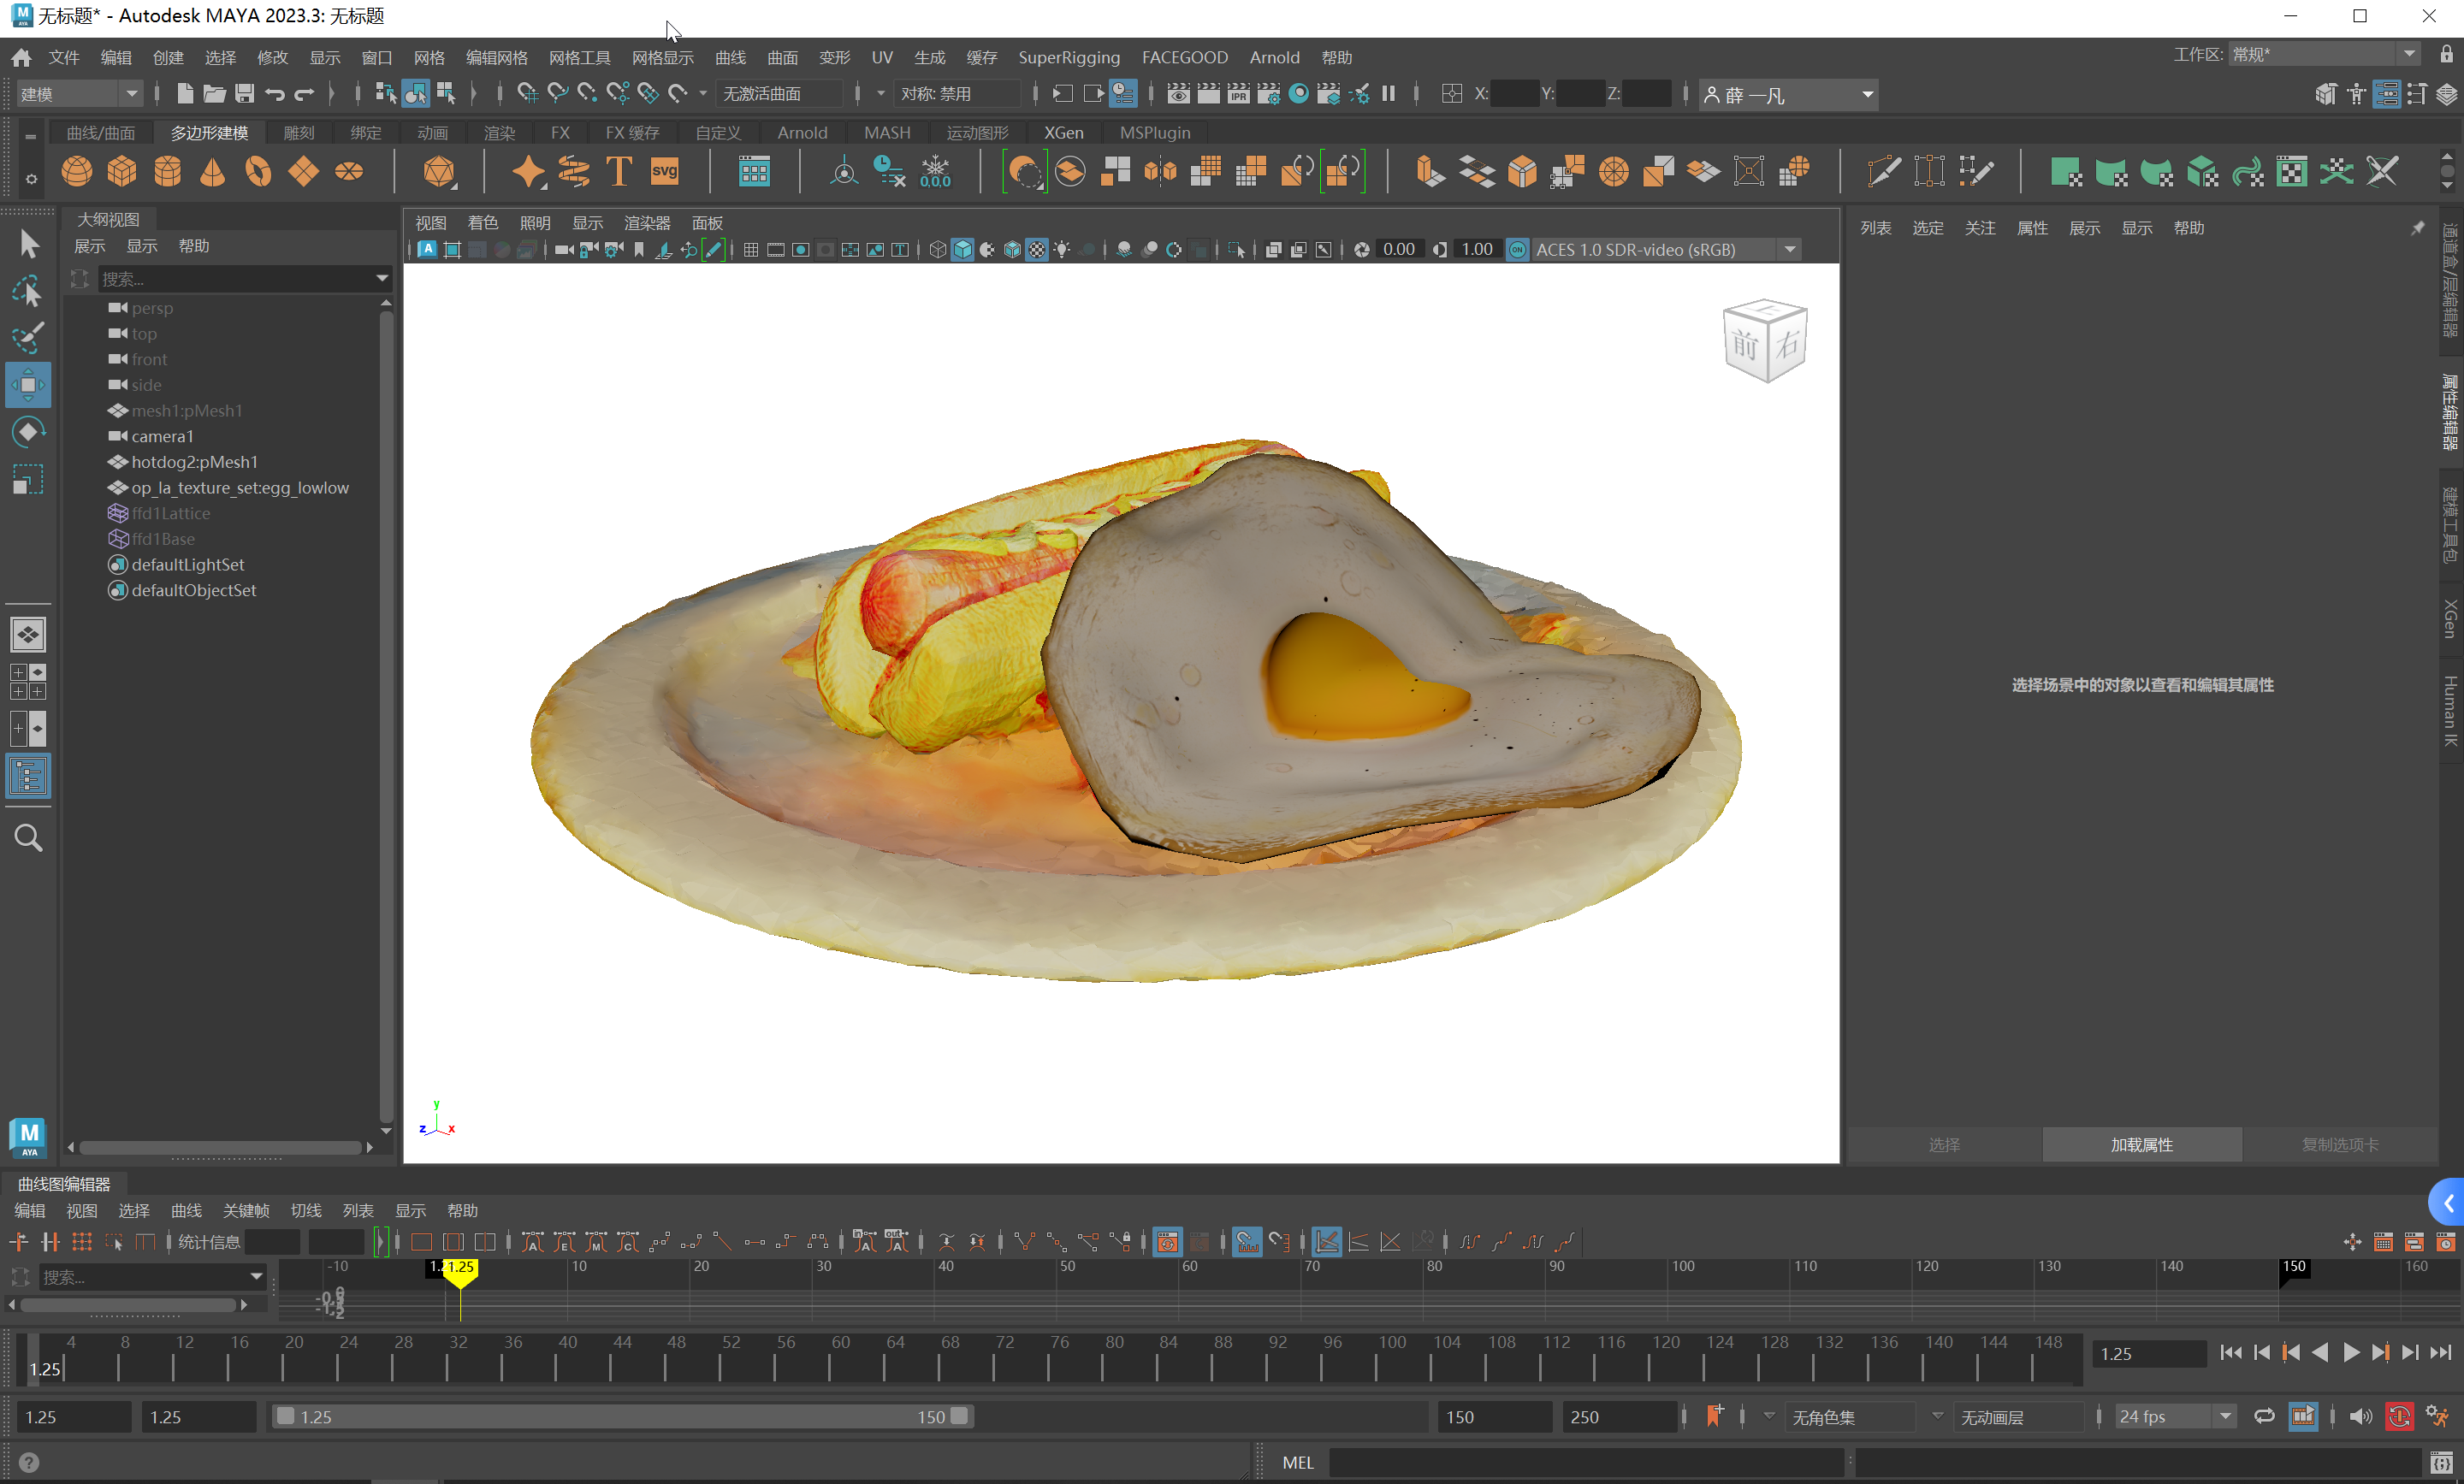 无标题* - Autodesk MAYA 2023.3: 无标题
文件 编辑 创建 选择 修改 显示 窗口 网格 编辑网格 网格工具 网格显示 曲线 曲面 变形 UV 生成 缓存 SuperRigging FACEGOOD Arnold 帮助 工作区: 常规*
建模 无激活曲面 对称: 禁用 IPR X: Y: Z: 薛 一凡
曲线/曲面 多边形建模 雕刻 绑定 动画 渲染 FX FX 缓存 自定义 Arnold MASH 运动图形 XGen MSPlugin
T svg 0,0,0
大纲视图
展示 显示 帮助
搜索...
persp
top
front
side
mesh1:pMesh1
camera1
hotdog2:pMesh1
op_la_texture_set:egg_lowlow
ffd1Lattice
ffd1Base
defaultLightSet
defaultObjectSet
M
AYA
视图 着色 照明 显示 渲染器 面板
0.00 1.00 ON ACES 1.0 SDR-video (sRGB)
上
前 右
y
z x
列表 选定 关注 属性 展示 显示 帮助
选择场景中的对象以查看和编辑其属性
选择 加载属性 复制选项卡
通道盒/层编辑器
属性编辑器
建模工具包
XGen
Human IK
曲线图编辑器
编辑 视图 选择 曲线 关键帧 切线 列表 显示 帮助
统计信息
搜索...
-10 1.25 10 20 30 40 50 60 70 80 90 100 110 120 130 140 150 160
4 8 12 16 20 24 28 32 36 40 44 48 52 56 60 64 68 72 76 80 84 88 92 96 100 104 108 112 116 120 124 128 132 136 140 144 148
1.25 1.25
1.25 1.25 1.25 150 150 250 无角色集 无动画层 24 fps
MEL